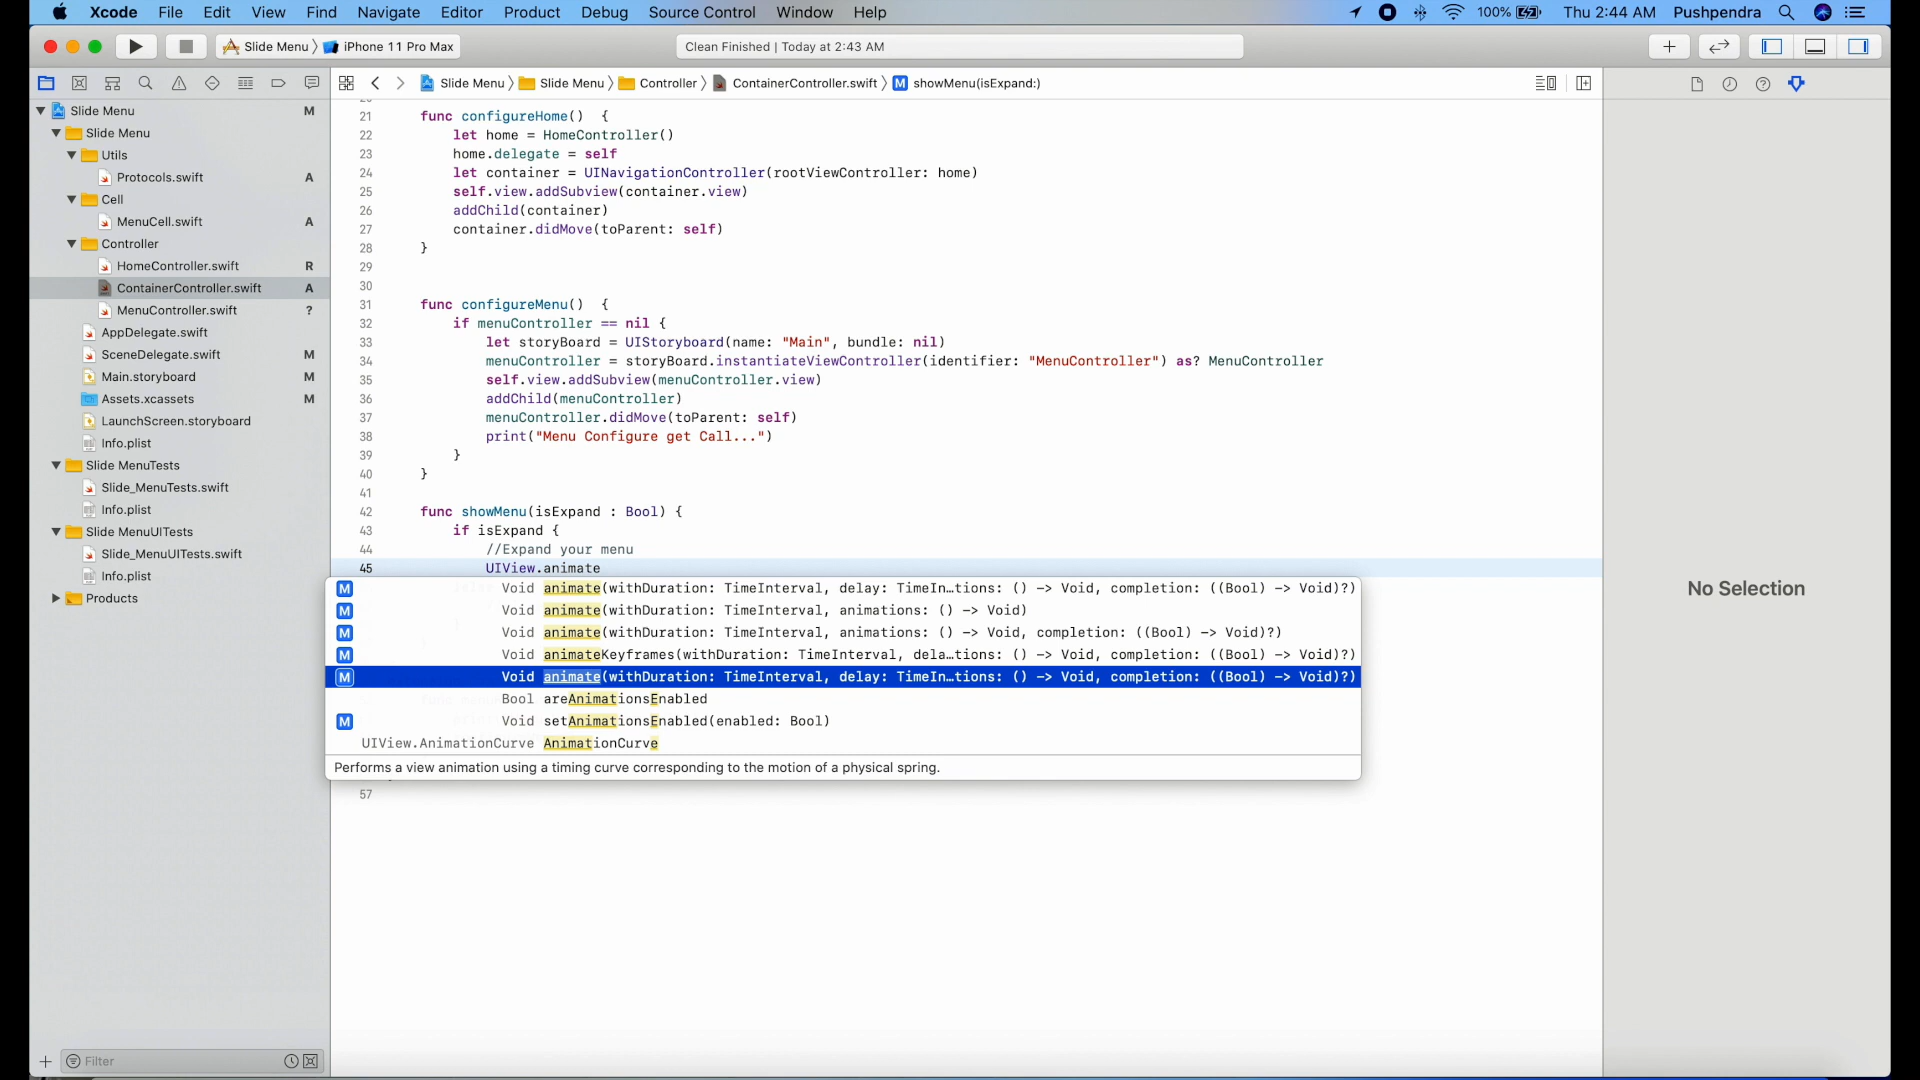 Xcode File Edit View Find Navigate Editor Product Debug Source Control Window Help 100% Thu 2:44 AM Pushpendra
Slide Menu 〉 iPhone 11 Pro Max
Clean Finished | Today at 2:43 AM
Slide Menu 〉 Slide Menu 〉 Controller 〉 ContainerController.swift 〉 M showMenu(isExpand:)
Slide Menu M
Slide Menu
Utils
Protocols.swift A
Cell
MenuCell.swift A
Controller
HomeController.swift R
ContainerController.swift A
MenuController.swift ?
AppDelegate.swift
SceneDelegate.swift M
Main.storyboard M
Assets.xcassets M
LaunchScreen.storyboard
Info.plist
Slide MenuTests
Slide_MenuTests.swift
Info.plist
Slide MenuUITests
Slide_MenuUITests.swift
Info.plist
Products
Filter
21 func configureHome() {
22 let home = HomeController()
23 home.delegate = self
24 let container = UINavigationController(rootViewController: home)
25 self.view.addSubview(container.view)
26 addChild(container)
27 container.didMove(toParent: self)
28 }
29
30
31 func configureMenu() {
32 if menuController == nil {
33 let storyBoard = UIStoryboard(name: "Main", bundle: nil)
34 menuController = storyBoard.instantiateViewController(identifier: "MenuController") as? MenuController
35 self.view.addSubview(menuController.view)
36 addChild(menuController)
37 menuController.didMove(toParent: self)
38 print("Menu Configure get Call...")
39 }
40 }
41
42 func showMenu(isExpand : Bool) {
43 if isExpand {
44 //Expand your menu
45 UIView.animate
M Void animate(withDuration: TimeInterval, delay: TimeIn…tions: () -> Void, completion: ((Bool) -> Void)?)
M Void animate(withDuration: TimeInterval, animations: () -> Void)
M Void animate(withDuration: TimeInterval, animations: () -> Void, completion: ((Bool) -> Void)?)
M Void animateKeyframes(withDuration: TimeInterval, dela…tions: () -> Void, completion: ((Bool) -> Void)?)
M Void animate(withDuration: TimeInterval, delay: TimeIn…tions: () -> Void, completion: ((Bool) -> Void)?)
Bool areAnimationsEnabled
M Void setAnimationsEnabled(enabled: Bool)
UIView.AnimationCurve AnimationCurve
Performs a view animation using a timing curve corresponding to the motion of a physical spring.
57
No Selection